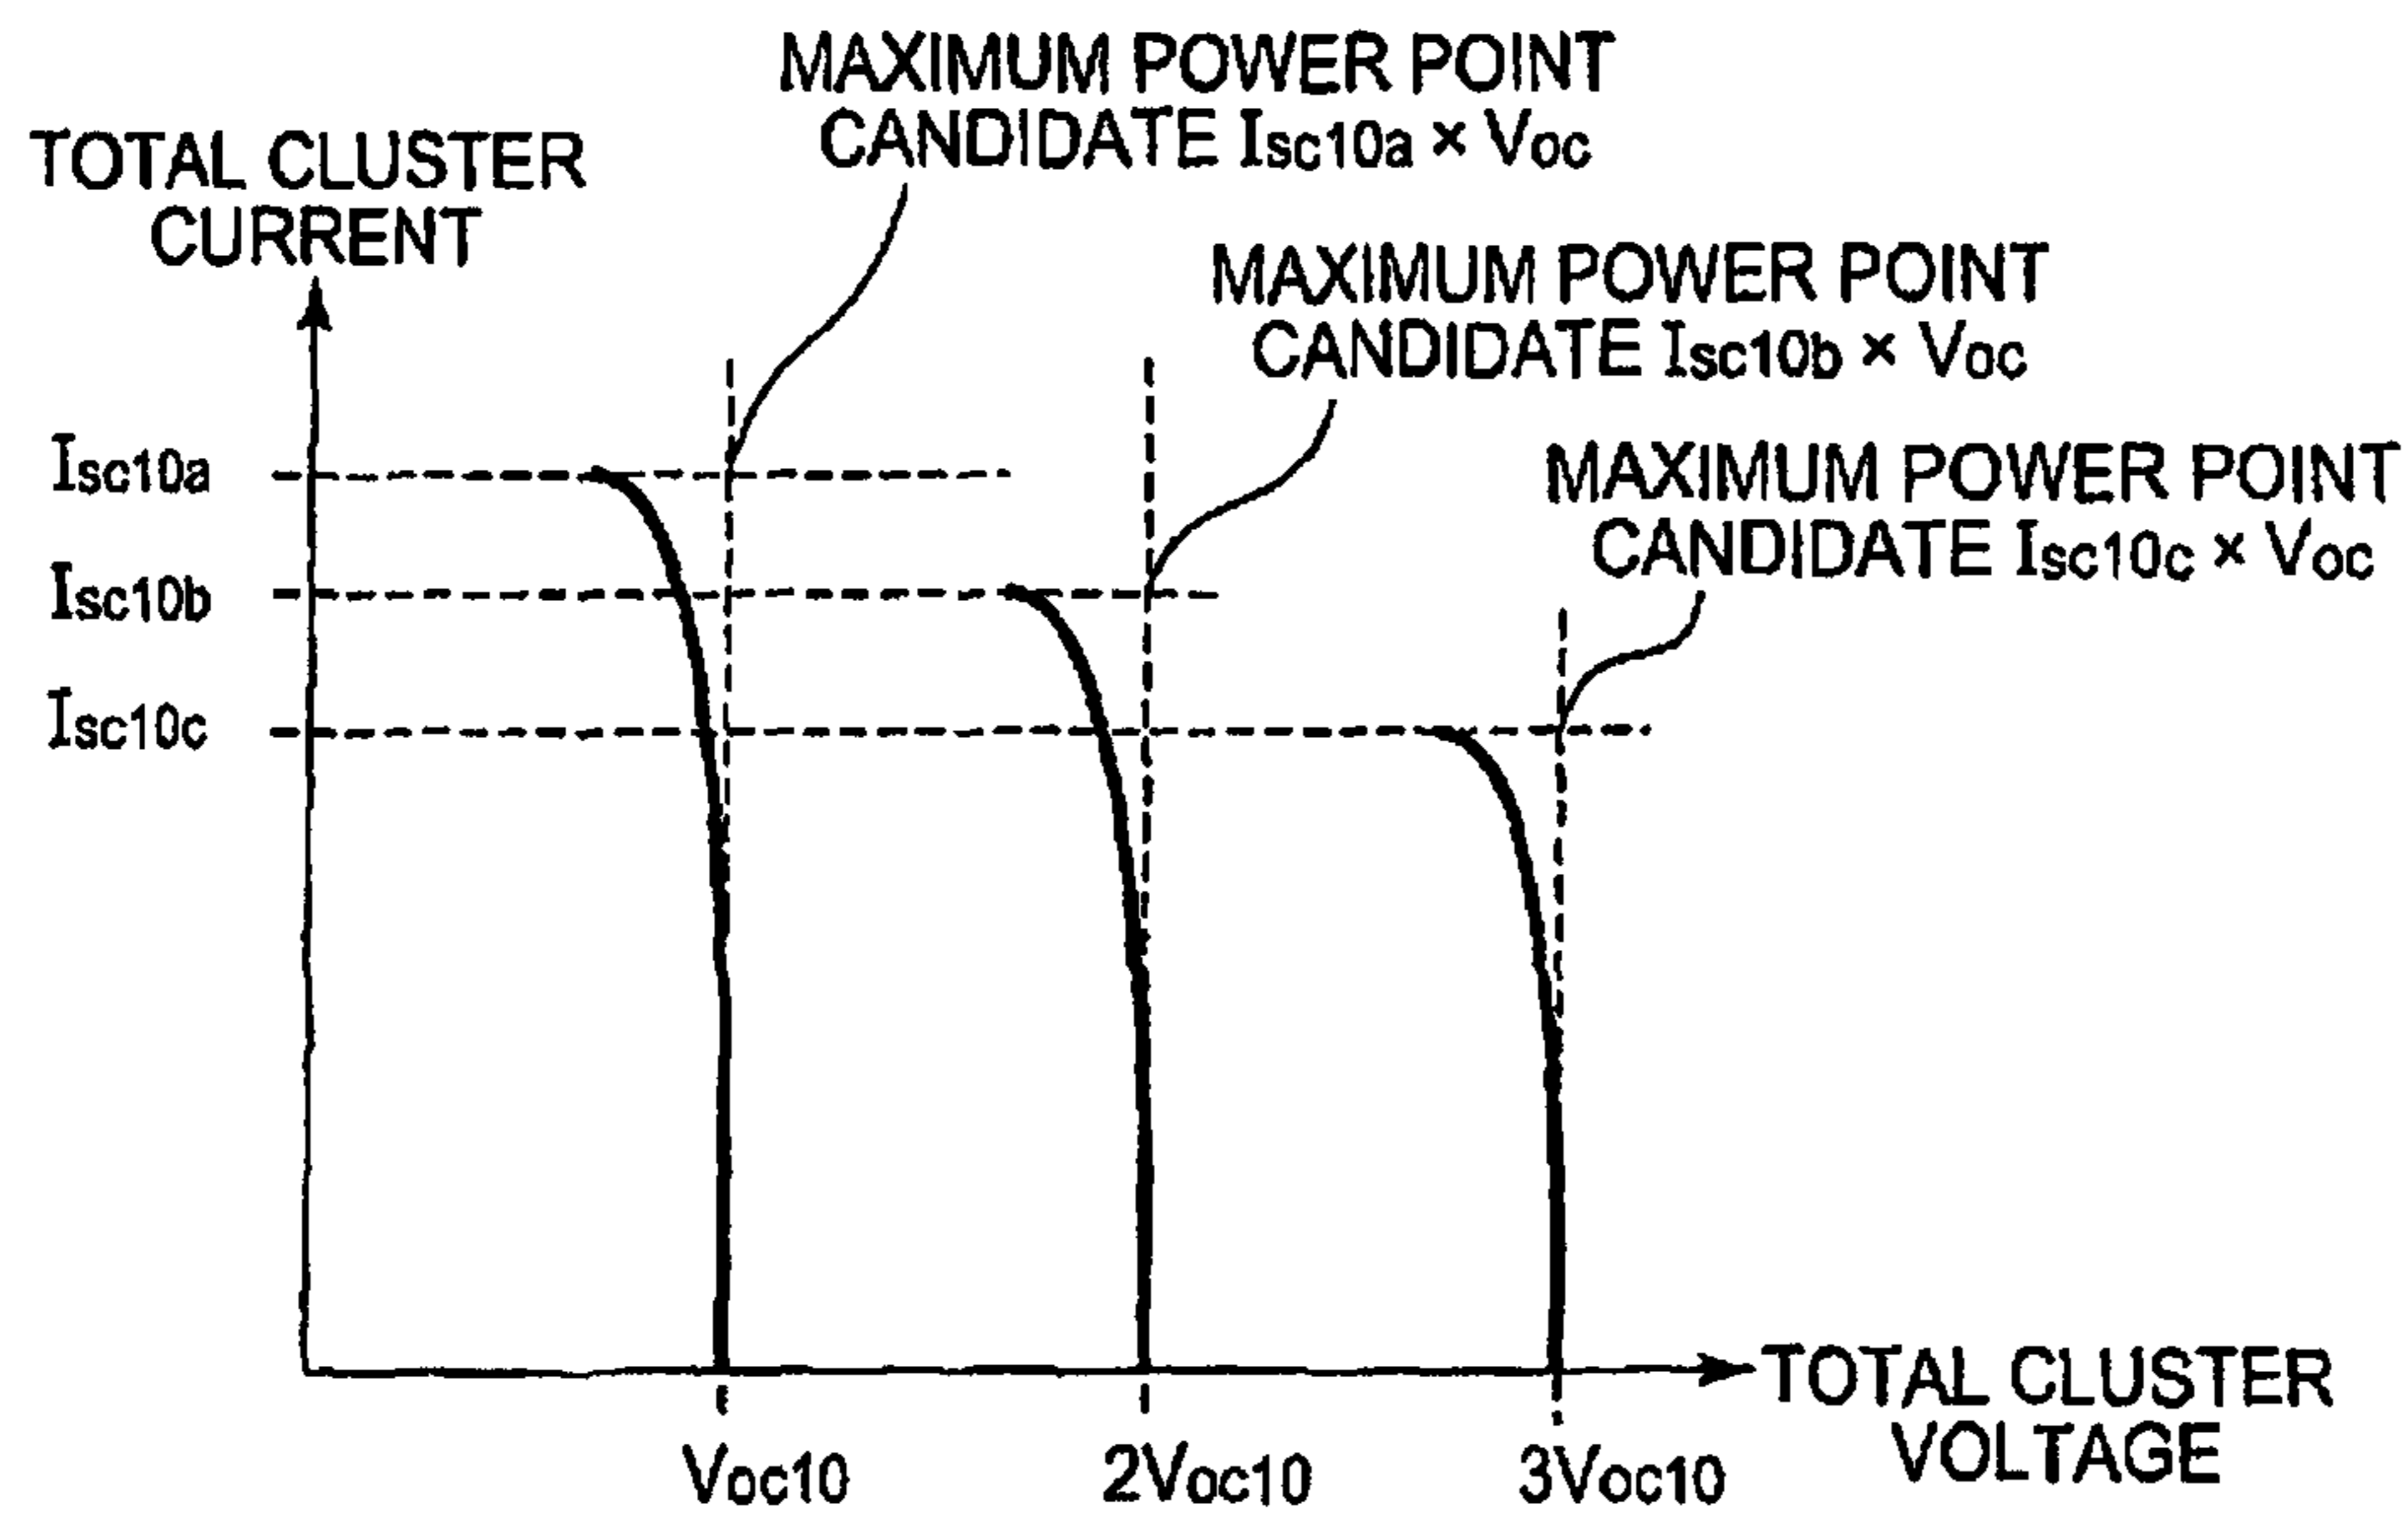 MAXIMUM POWER POINT
CANDIDATE Isc10a × Voc
TOTAL CLUSTER
CURRENT
MAXIMUM POWER POINT
CANDIDATE Isc10b × Voc
MAXIMUM POWER POINT
CANDIDATE Isc10c × Voc
Isc10a
Isc10b
Isc10c
TOTAL CLUSTER
VOLTAGE
Voc10
2Voc10
3Voc10